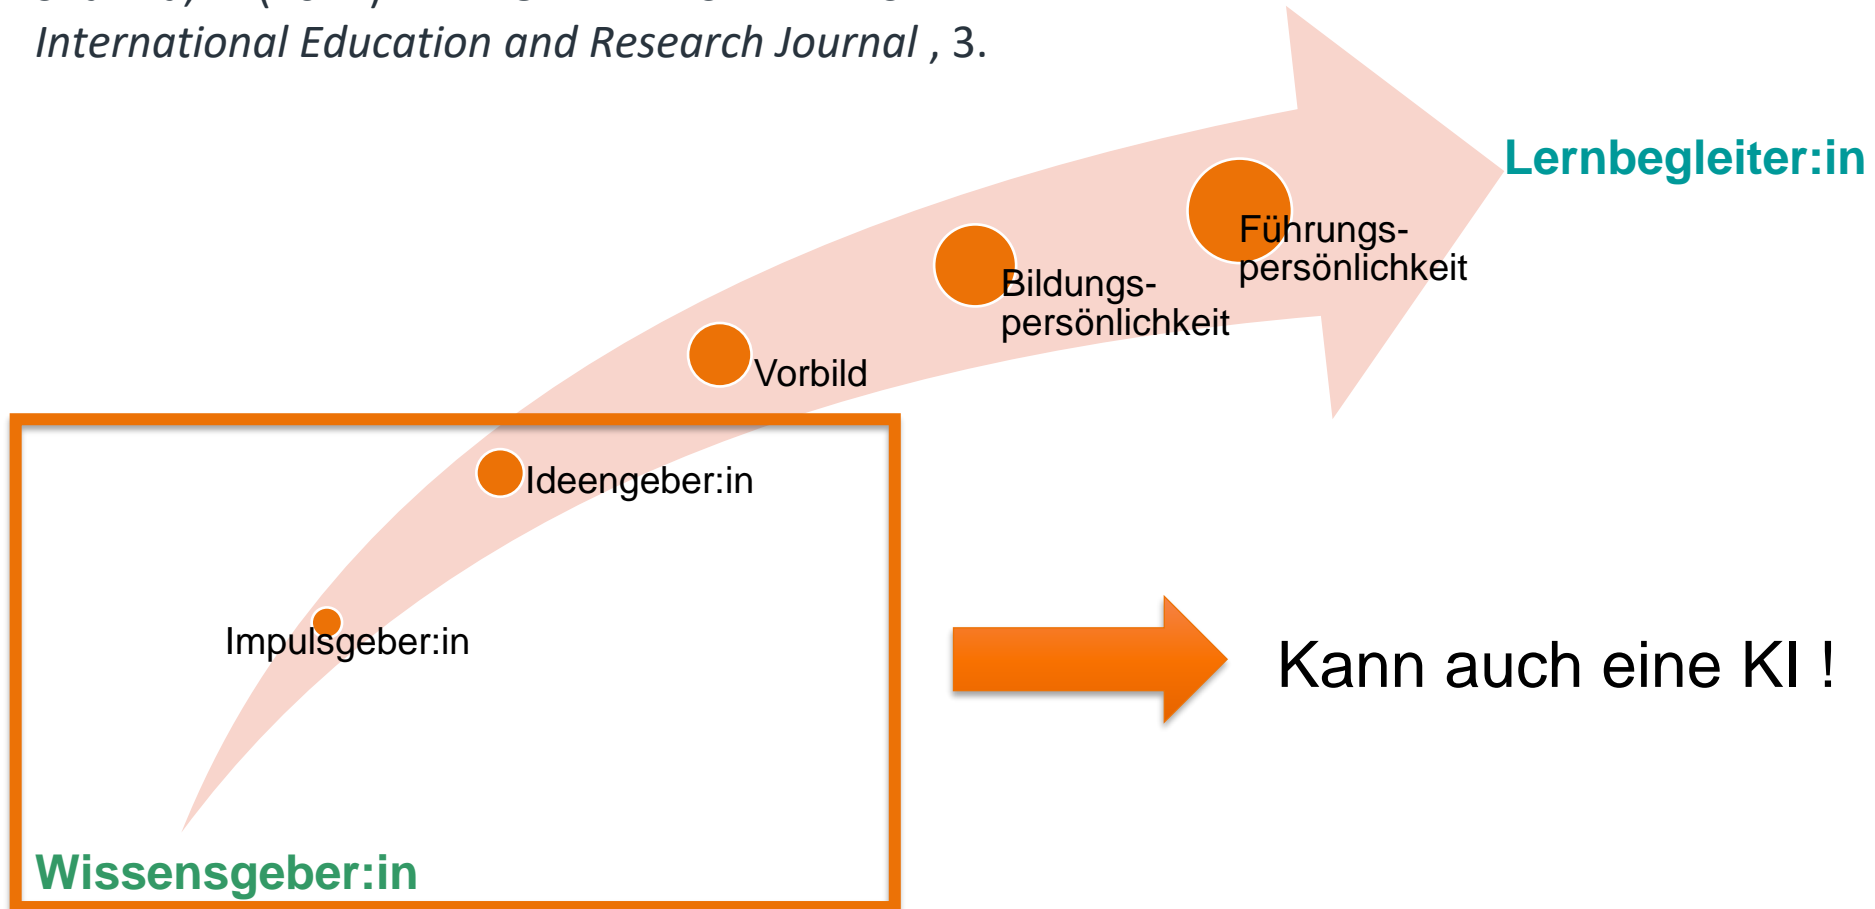 International Education and Research Journal , 3.
Lernbegleiter:in
Führungs-
persönlichkeit
Bildungs-
persönlichkeit
Vorbild
Ideengeber:in
Impulsgeber:in
Kann auch eine KI !
Wissensgeber:in